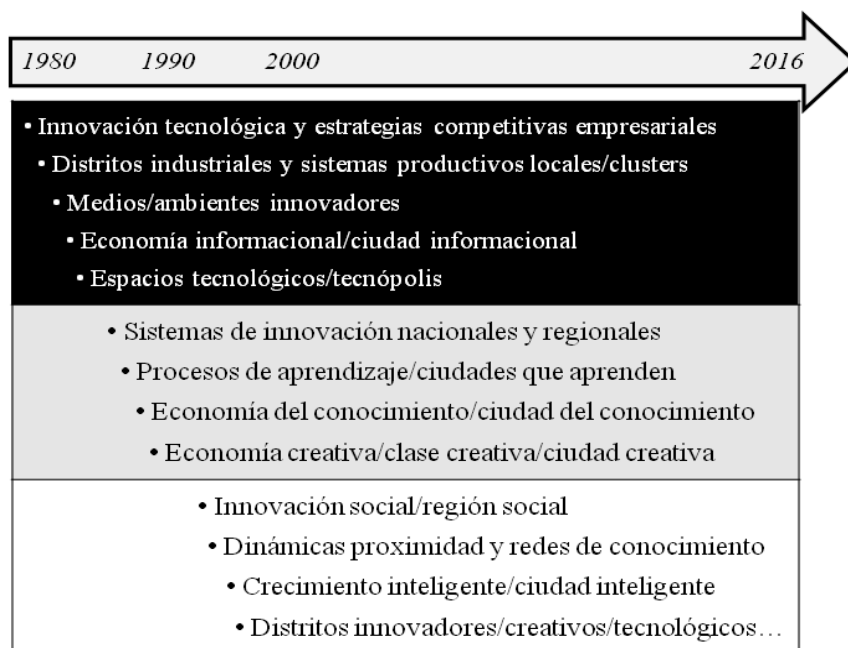 1980 1990 2000 2016
• Innovación tecnológica y estrategias competitivas empresariales
• Distritos industriales y sistemas productivos locales/clusters
• Medios/ambientes innovadores
• Economía informacional/ciudad informacional
• Espacios tecnológicos/tecnópolis
• Sistemas de innovación nacionales y regionales
• Procesos de aprendizaje/ciudades que aprenden
• Economía del conocimiento/ciudad del conocimiento
• Economía creativa/clase creativa/ciudad creativa
• Innovación social/región social
• Dinámicas proximidad y redes de conocimiento
• Crecimiento inteligente/ciudad inteligente
• Distritos innovadores/creativos/tecnológicos…